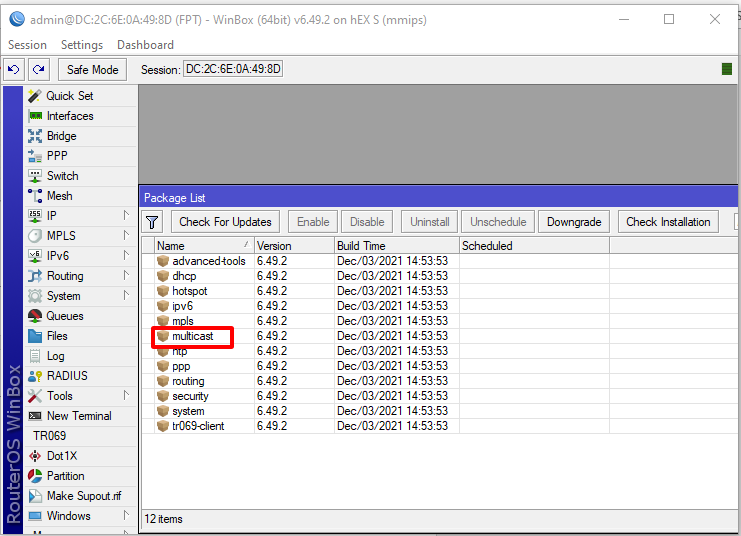 admin@DC:2C:6E:0A:49:8D (FPT) - WinBox (64bit) v6.49.2 on hEX S (mmips)
Session Settings Dashboard
Safe Mode Session: DC:2C:6E:0A:49:8D
Quick Set
Interfaces
Bridge
PPP
Switch
Mesh
IP
MPLS
IPv6
Routing
System
Queues
Files
Log
RADIUS
Tools
New Terminal
TR069
Dot1X
Partition
Make Supout.rif
Windows
RouterOS WinBox
Package List
Check For Updates Enable Disable Uninstall Unschedule Downgrade Check Installation
Name Version Build Time Scheduled
advanced-tools 6.49.2 Dec/03/2021 14:53:53
dhcp 6.49.2 Dec/03/2021 14:53:53
hotspot 6.49.2 Dec/03/2021 14:53:53
ipv6 6.49.2 Dec/03/2021 14:53:53
mpls 6.49.2 Dec/03/2021 14:53:53
multicast 6.49.2 Dec/03/2021 14:53:53
ntp 6.49.2 Dec/03/2021 14:53:53
ppp 6.49.2 Dec/03/2021 14:53:53
routing 6.49.2 Dec/03/2021 14:53:53
security 6.49.2 Dec/03/2021 14:53:53
system 6.49.2 Dec/03/2021 14:53:53
tr069-client 6.49.2 Dec/03/2021 14:53:53
12 items